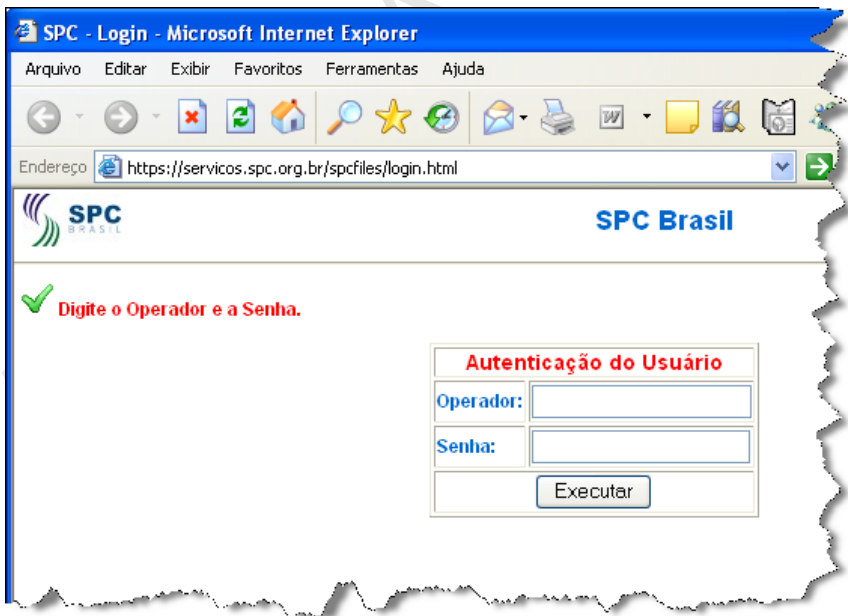 SPC - Login - Microsoft Internet Explorer
Arquivo Editar Exibir Favoritos Ferramentas Ajuda
Endereço https://servicos.spc.org.br/spcfiles/login.html
SPC
BRASIL
SPC Brasil
Digite o Operador e a Senha.
Autenticação do Usuário
Operador:
Senha:
Executar